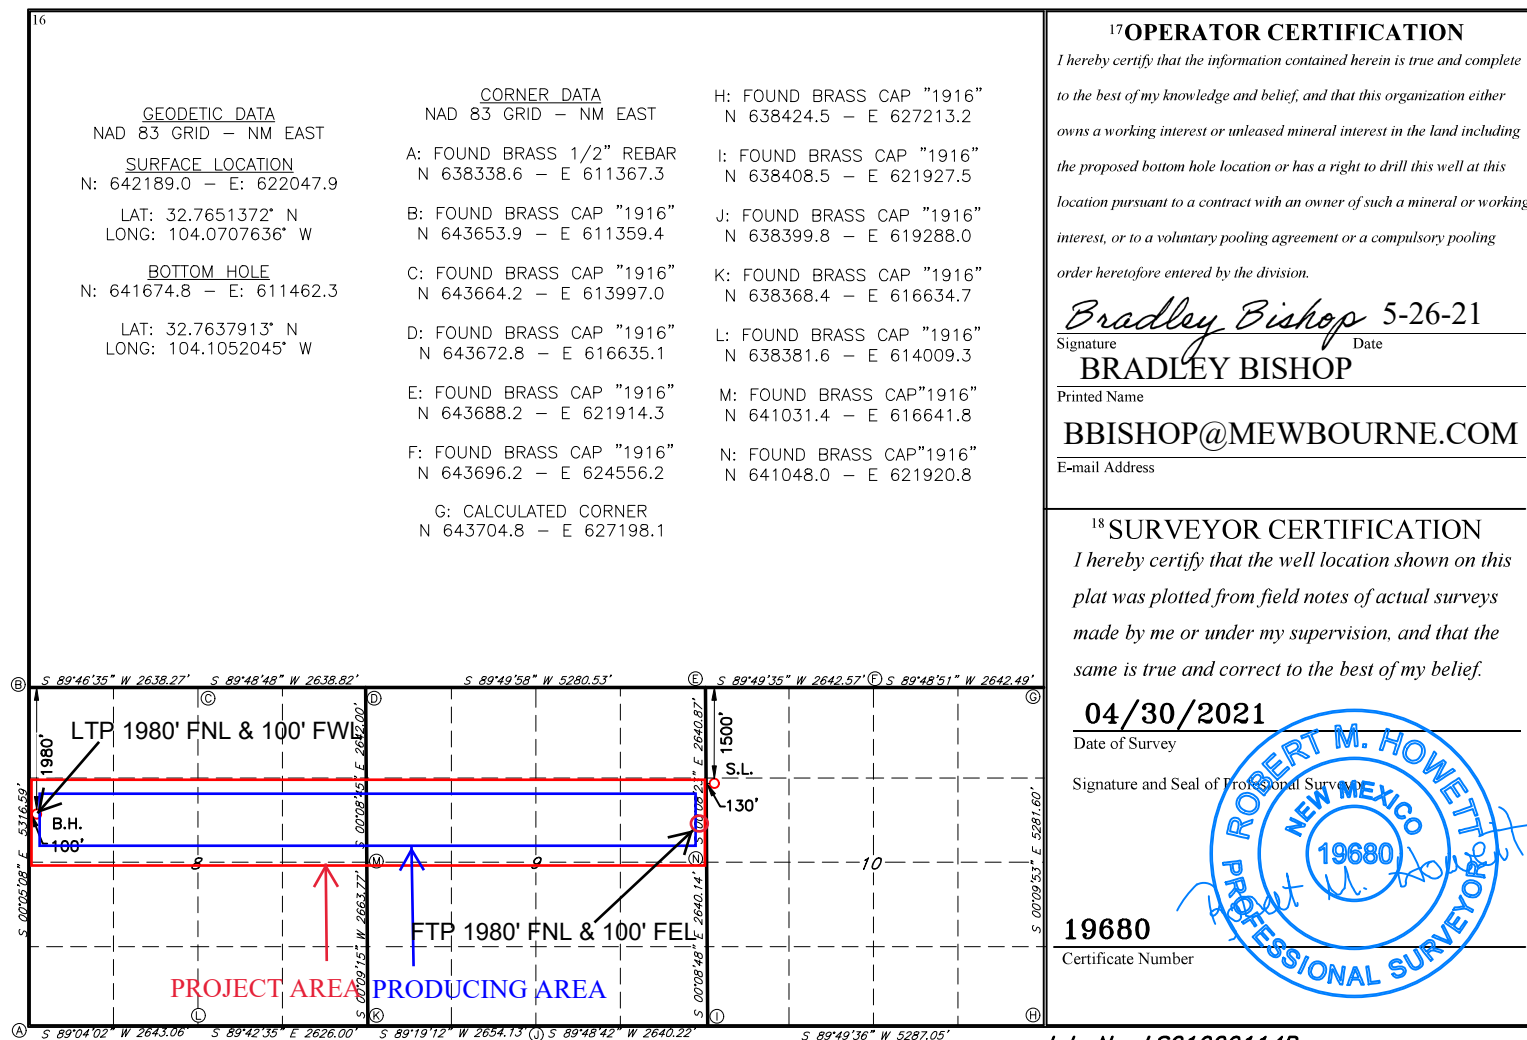 16
GEODETIC DATA
NAD 83 GRID – NM EAST
SURFACE LOCATION
N: 642189.0 – E: 622047.9
LAT: 32.7651372° N
LONG: 104.0707636° W
BOTTOM HOLE
N: 641674.8 – E: 611462.3
LAT: 32.7637913° N
LONG: 104.1052045° W
CORNER DATA
NAD 83 GRID – NM EAST
A: FOUND BRASS 1/2" REBAR
N 638338.6 – E 611367.3
B: FOUND BRASS CAP "1916"
N 643653.9 – E 611359.4
C: FOUND BRASS CAP "1916"
N 643664.2 – E 613997.0
D: FOUND BRASS CAP "1916"
N 643672.8 – E 616635.1
E: FOUND BRASS CAP "1916"
N 643688.2 – E 621914.3
F: FOUND BRASS CAP "1916"
N 643696.2 – E 624556.2
G: CALCULATED CORNER
N 643704.8 – E 627198.1
H: FOUND BRASS CAP "1916"
N 638424.5 – E 627213.2
I: FOUND BRASS CAP "1916"
N 638408.5 – E 621927.5
J: FOUND BRASS CAP "1916"
N 638399.8 – E 619288.0
K: FOUND BRASS CAP "1916"
N 638368.4 – E 616634.7
L: FOUND BRASS CAP "1916"
N 638381.6 – E 614009.3
M: FOUND BRASS CAP"1916"
N 641031.4 – E 616641.8
N: FOUND BRASS CAP"1916"
N 641048.0 – E 621920.8
17 OPERATOR CERTIFICATION
I hereby certify that the information contained herein is true and complete
to the best of my knowledge and belief, and that this organization either
owns a working interest or unleased mineral interest in the land including
the proposed bottom hole location or has a right to drill this well at this
location pursuant to a contract with an owner of such a mineral or working
interest, or to a voluntary pooling agreement or a compulsory pooling
order heretofore entered by the division.
Bradley Bishop 5-26-21
Signature Date
BRADLEY BISHOP
Printed Name
BBISHOP@MEWBOURNE.COM
E-mail Address
18 SURVEYOR CERTIFICATION
I hereby certify that the well location shown on this
plat was plotted from field notes of actual surveys
made by me or under my supervision, and that the
same is true and correct to the best of my belief.
04/30/2021
Date of Survey
Signature and Seal of Professional Surveyor
ROBERT M. HOWETT
NEW MEXICO
19680
PROFESSIONAL SURVEYOR
Robert M. Howett
19680
Certificate Number
B S 89°46'35" W 2638.27' S 89°48'48" W 2638.82' S 89°49'58" W 5280.53' E S 89°49'35" W 2642.57' F S 89°48'51" W 2642.49'
C D G
LTP 1980' FNL & 100' FWL
1980'
1500'
S.L.
130'
B.H.
100'
S 00°05'08" E 5316.59'
S 00°08'45" E 2642.00'
S 00°08'23" E 2640.87'
8 M 9 N 10
S 00°09'15" W 2663.77'
S 00°08'48" E 2640.14'
S 00°09'53" E 5281.60'
FTP 1980' FNL & 100' FEL
PROJECT AREA PRODUCING AREA
L K I H
A S 89°04'02" W 2643.06' S 89°42'35" E 2626.00' S 89°19'12" W 2654.13' J S 89°48'42" W 2640.22' S 89°49'36" W 5287.05'